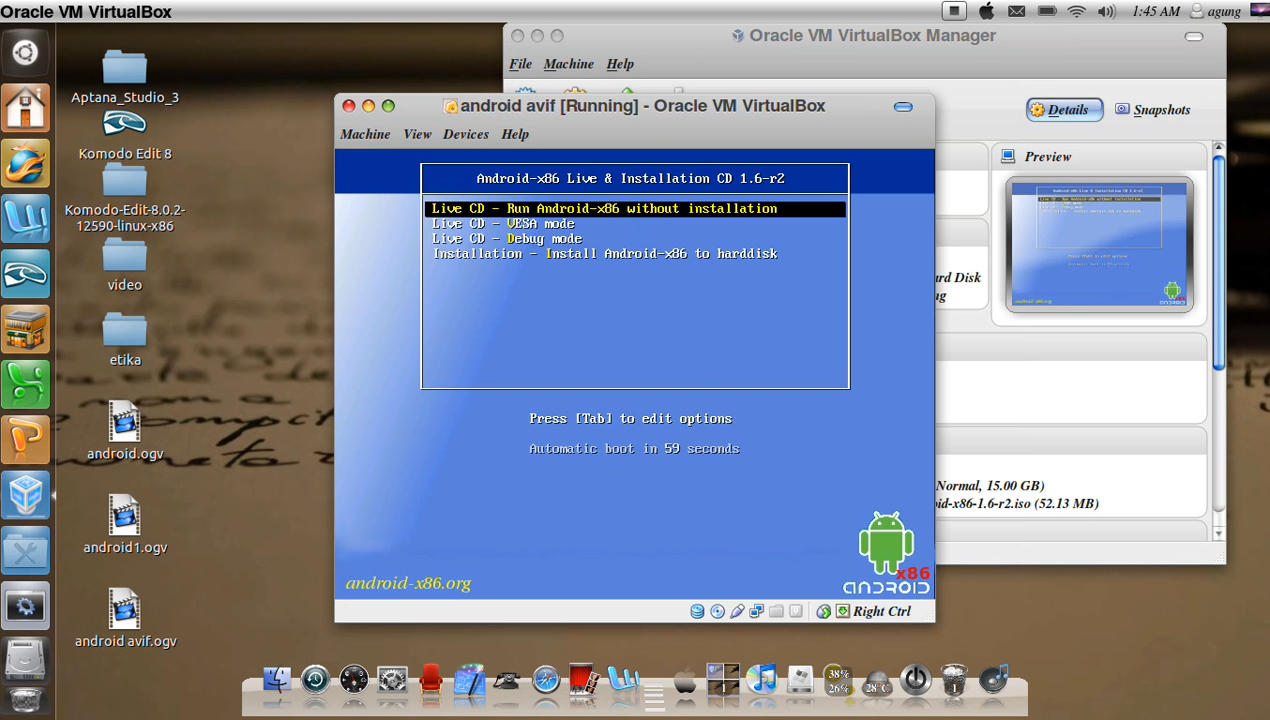 Oracle VM VirtualBox
1:45 AM
agung
Aptana_Studio_3
Komodo Edit 8
Komodo-Edit-8.0.2-
12590-linux-x86
video
etika
android.ogv
android1.ogv
android avif.ogv
Oracle VM VirtualBox Manager
File Machine Help
Details
Snapshots
Preview
android avif [Running] - Oracle VM VirtualBox
Machine View Devices Help
Android-x86 Live & Installation CD 1.6-r2
Live CD - Run Android-x86 without installation
Live CD - VESA mode
Live CD - Debug mode
Installation - Install Android-x86 to harddisk
Press [Tab] to edit options
Automatic boot in 59 seconds
android-x86.org
x86
ANDROID
Right Ctrl
ard Disk
Normal, 15.00 GB)
id-x86-1.6-r2.iso (52.13 MB)
38%
26%
1
28°C
1